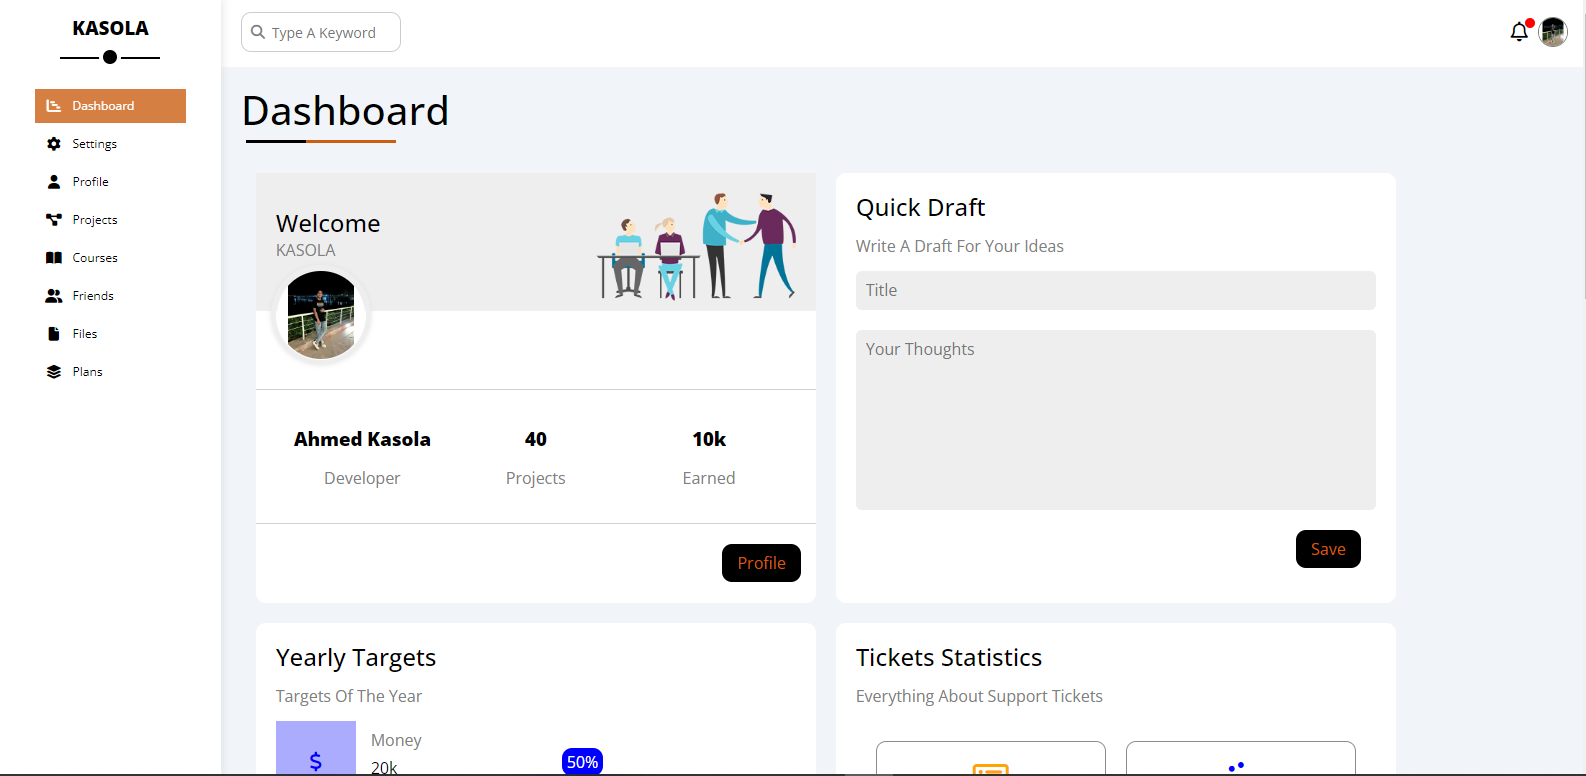 KASOLA
Type A Keyword
Dashboard
Settings
Profile
Projects
Courses
Friends
Files
Plans
Dashboard
Welcome
KASOLA
Ahmed Kasola
40
10k
Developer
Projects
Earned
Profile
Quick Draft
Write A Draft For Your Ideas
Title
Your Thoughts
Save
Yearly Targets
Targets Of The Year
$
Money
20k
50%
Tickets Statistics
Everything About Support Tickets